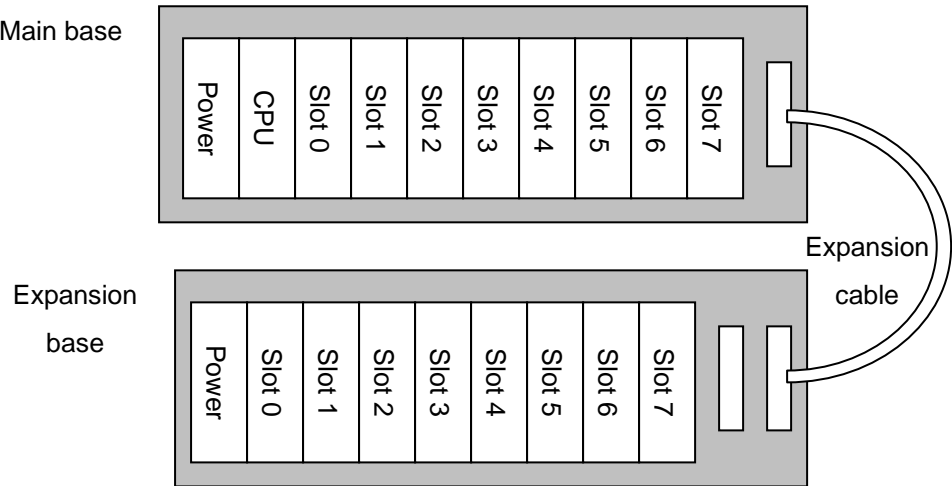 Main base
Power
CPU
Slot 0
Slot 1
Slot 2
Slot 3
Slot 4
Slot 5
Slot 6
Slot 7
Expansion
cable
Expansion
base
Power
Slot 0
Slot 1
Slot 2
Slot 3
Slot 4
Slot 5
Slot 6
Slot 7